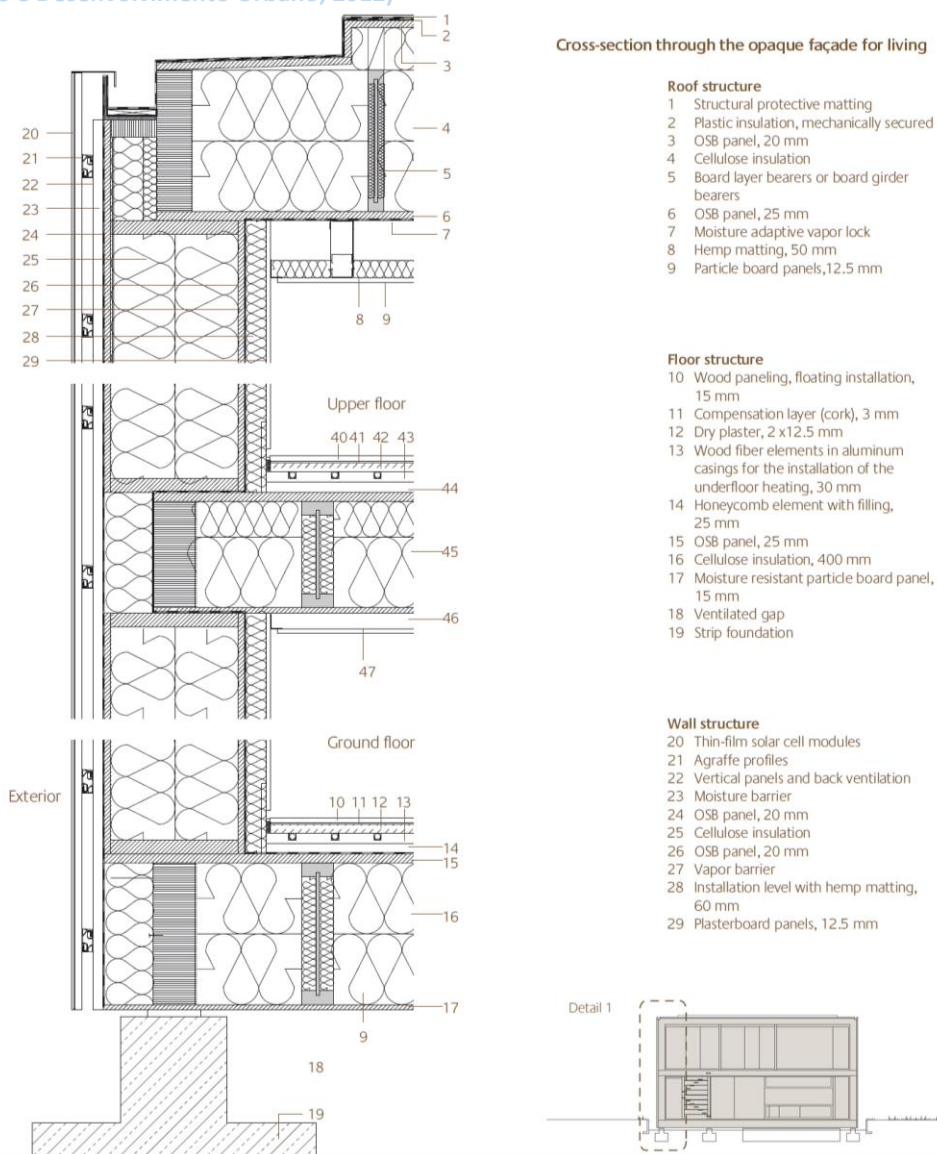 1
2
3
4
5
6
7
8 9
20
21
22
23
24
25
26
27
28
29
Upper floor
40 41 42 43
44
45
46
47
Ground floor
Exterior
10 11 12 13
14
15
16
17
9
18
19
Cross-section through the opaque façade for living
Roof structure
1 Structural protective matting
2 Plastic insulation, mechanically secured
3 OSB panel, 20 mm
4 Cellulose insulation
5 Board layer bearers or board girder
bearers
6 OSB panel, 25 mm
7 Moisture adaptive vapor lock
8 Hemp matting, 50 mm
9 Particle board panels,12.5 mm
Floor structure
10 Wood paneling, floating installation,
15 mm
11 Compensation layer (cork), 3 mm
12 Dry plaster, 2 x12.5 mm
13 Wood fiber elements in aluminum
casings for the installation of the
underfloor heating, 30 mm
14 Honeycomb element with filling,
25 mm
15 OSB panel, 25 mm
16 Cellulose insulation, 400 mm
17 Moisture resistant particle board panel,
15 mm
18 Ventilated gap
19 Strip foundation
Wall structure
20 Thin-film solar cell modules
21 Agraffe profiles
22 Vertical panels and back ventilation
23 Moisture barrier
24 OSB panel, 20 mm
25 Cellulose insulation
26 OSB panel, 20 mm
27 Vapor barrier
28 Installation level with hemp matting,
60 mm
29 Plasterboard panels, 12.5 mm
Detail 1